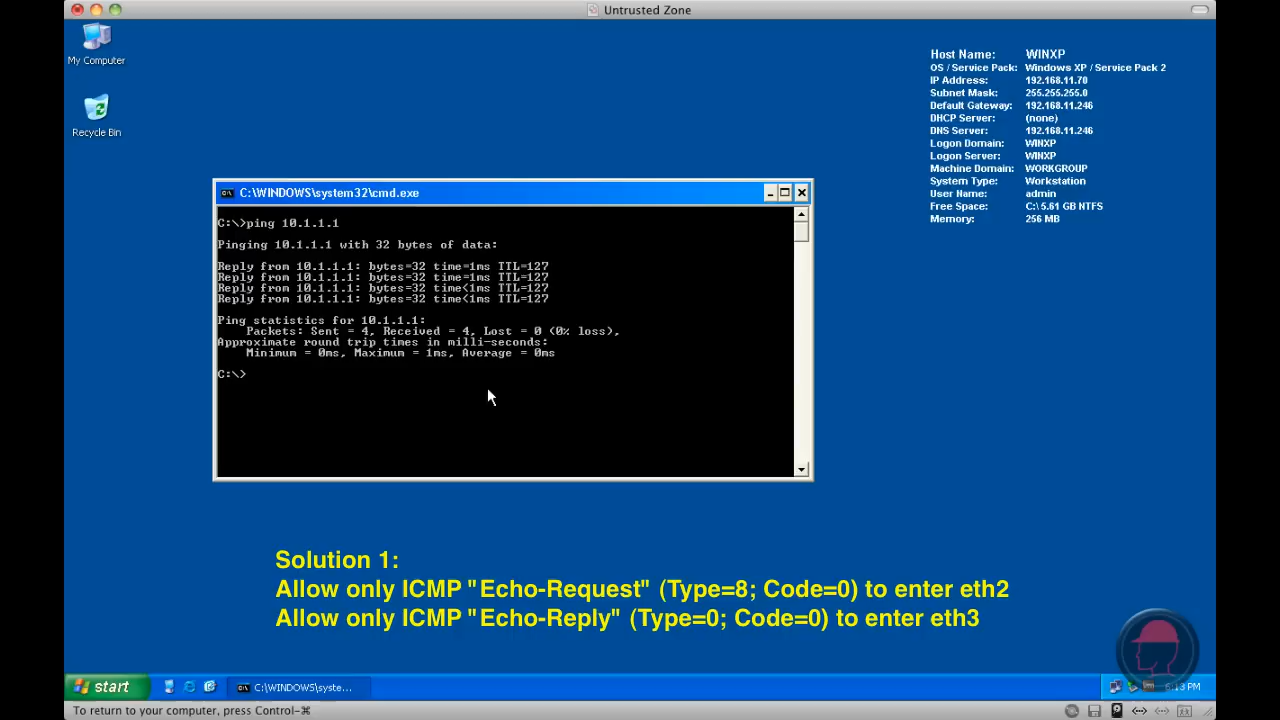 Untrusted Zone
My Computer
Recycle Bin
Host Name: WINXP
OS / Service Pack: Windows XP / Service Pack 2
IP Address: 192.168.11.70
Subnet Mask: 255.255.255.0
Default Gateway: 192.168.11.246
DHCP Server: (none)
DNS Server: 192.168.11.246
Logon Domain: WINXP
Logon Server: WINXP
Machine Domain: WORKGROUP
System Type: Workstation
User Name: admin
Free Space: C:\ 5.61 GB NTFS
Memory: 256 MB
C:\WINDOWS\system32\cmd.exe
C:\>ping 10.1.1.1
Pinging 10.1.1.1 with 32 bytes of data:
Reply from 10.1.1.1: bytes=32 time=1ms TTL=127
Reply from 10.1.1.1: bytes=32 time=1ms TTL=127
Reply from 10.1.1.1: bytes=32 time<1ms TTL=127
Reply from 10.1.1.1: bytes=32 time<1ms TTL=127
Ping statistics for 10.1.1.1:
Packets: Sent = 4, Received = 4, Lost = 0 (0% loss),
Approximate round trip times in milli-seconds:
Minimum = 0ms, Maximum = 1ms, Average = 0ms
C:\>
Solution 1:
Allow only ICMP "Echo-Request" (Type=8; Code=0) to enter eth2
Allow only ICMP "Echo-Reply" (Type=0; Code=0) to enter eth3
start
C:\WINDOWS\syste...
6:13 PM
To return to your computer, press Control-⌘